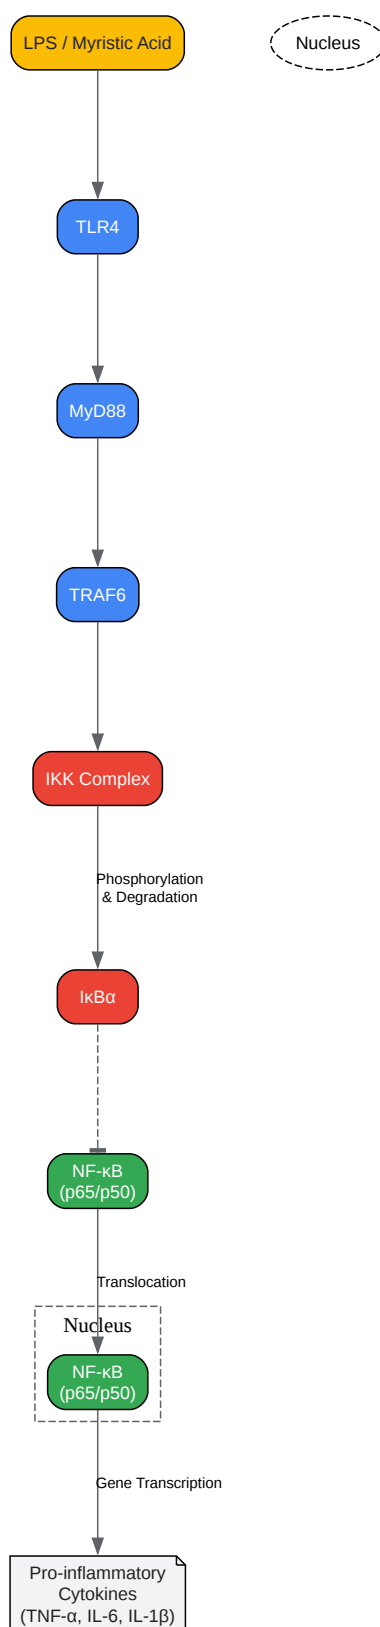 LPS / Myristic Acid
Nucleus
TLR4
MyD88
TRAF6
IKK Complex
Phosphorylation
& Degradation
IκBα
NF-κB
(p65/p50)
Translocation
Nucleus
NF-κB
(p65/p50)
Gene Transcription
Pro-inflammatory
Cytokines
(TNF-α, IL-6, IL-1β)